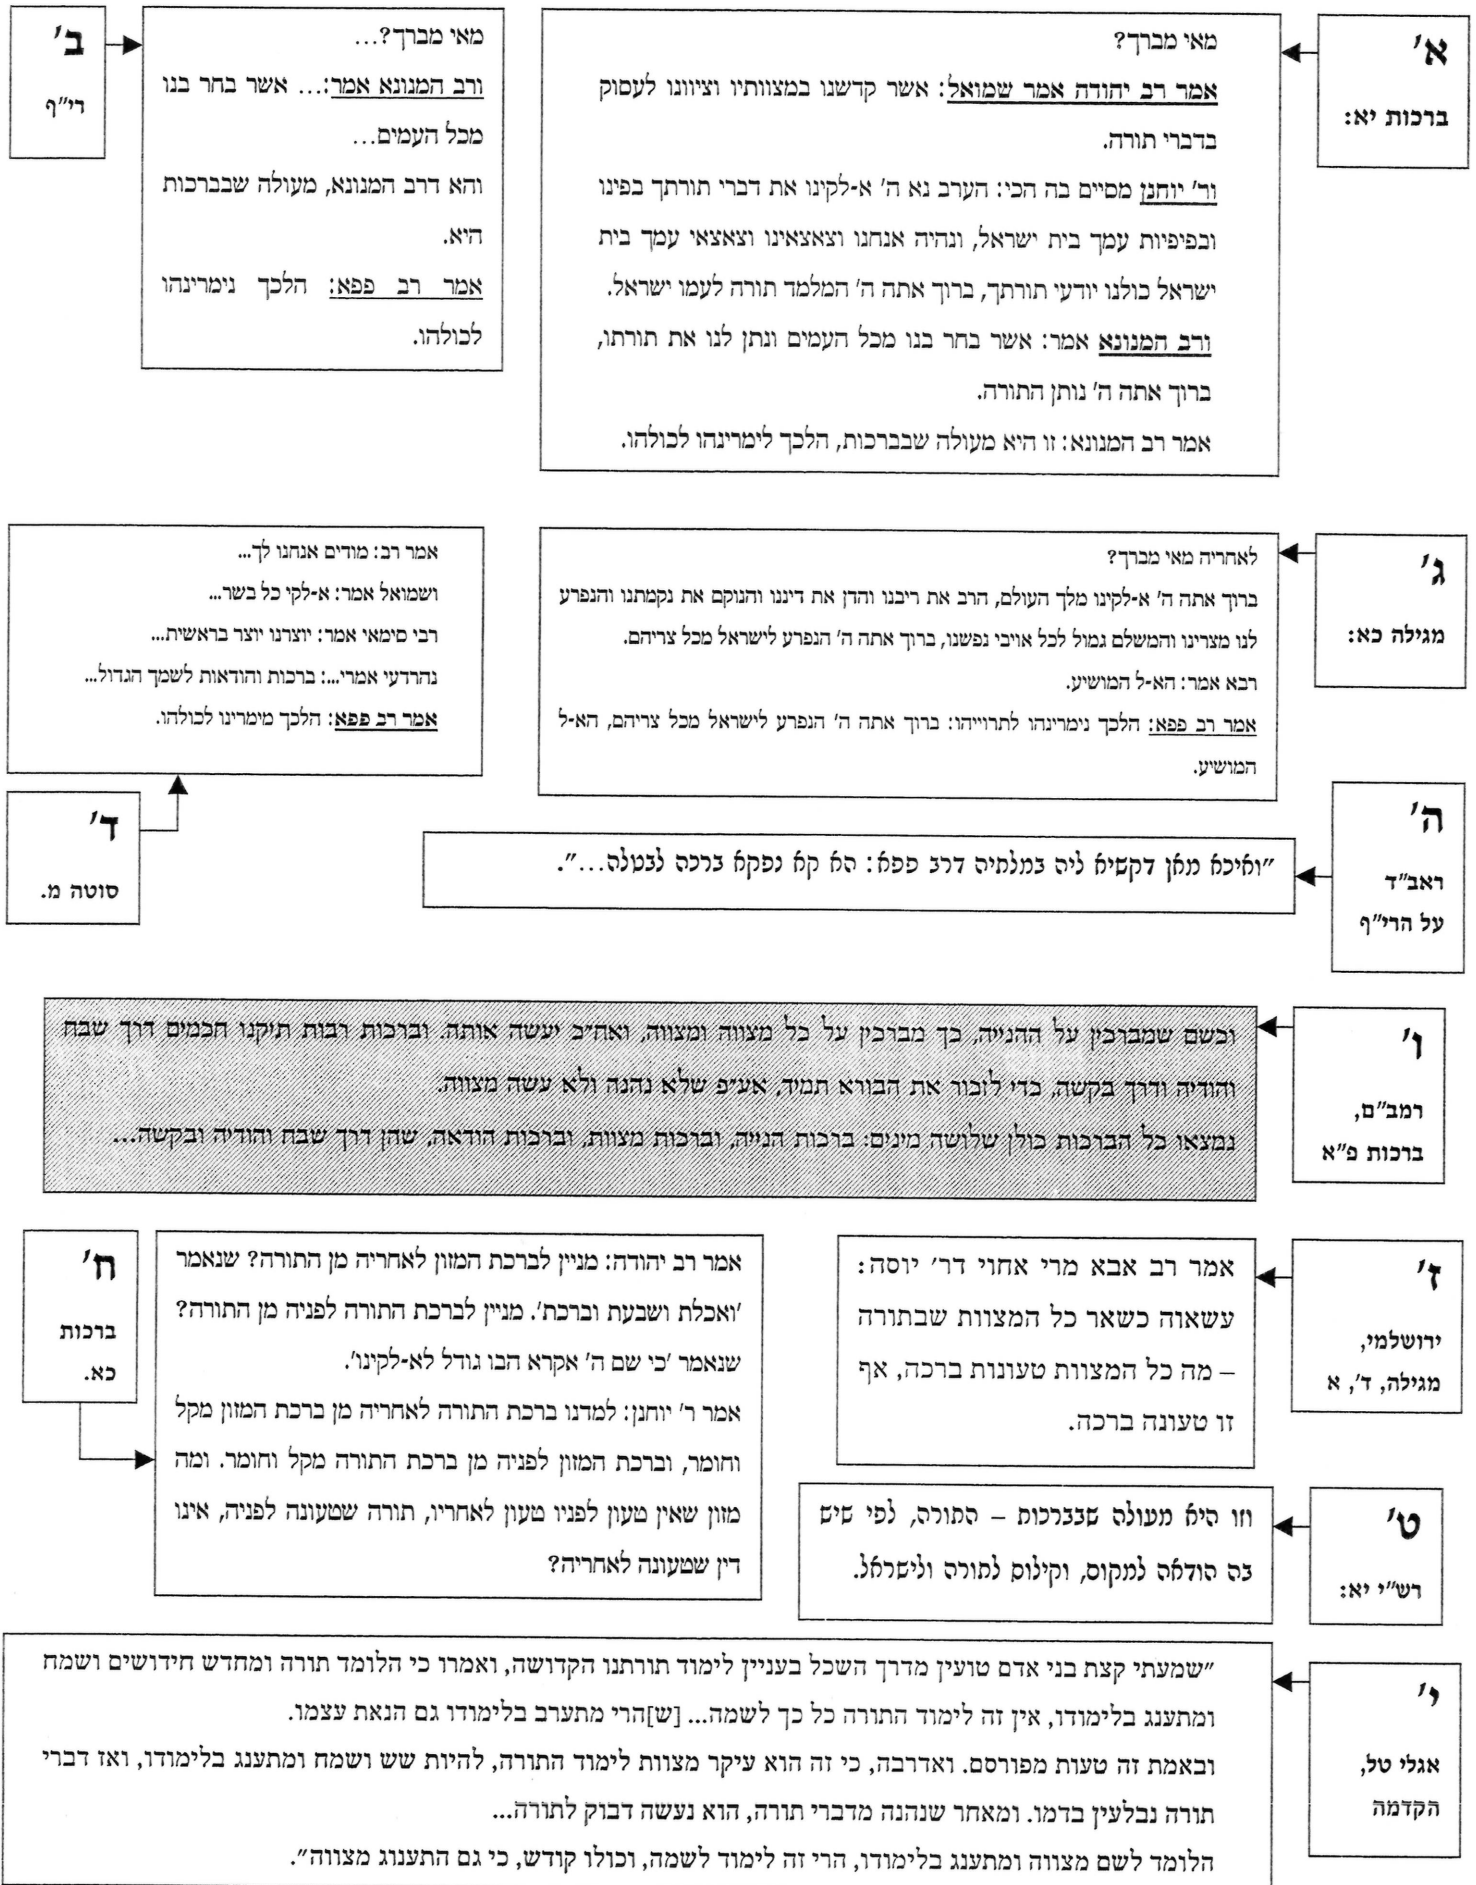 א'
ברכות יא:
מאי מברך?
אמר רב יהודה אמר שמואל: אשר קדשנו במצוותיו וציוונו לעסוק
בדברי תורה.
ור' יוחנן מסיים בה הכי: הערב נא ה' א-לקינו את דברי תורתך בפינו
ובפיפיות עמך בית ישראל, ונהיה אנחנו וצאצאינו וצאצאי עמך בית
ישראל כולנו יודעי תורתך, ברוך אתה ה' המלמד תורה לעמו ישראל.
ורב המנונא אמר: אשר בחר בנו מכל העמים ונתן לנו את תורתו,
ברוך אתה ה' נותן התורה.
אמר רב המנונא: זו היא מעולה שבברכות, הלכך לימרינהו לכולהו.
ב'
רי"ף
מאי מברך?...
ורב המנונא אמר:... אשר בחר בנו
מכל העמים...
והא דרב המנונא, מעולה שבברכות
היא.
אמר רב פפא: הלכך נימרינהו
לכולהו.
ג'
מגילה כא:
לאחריה מאי מברך?
ברוך אתה ה' א-לקינו מלך העולם, הרב את ריבנו והדן את דיננו והנוקם את נקמתנו והנפרע
לנו מצרינו והמשלם גמול לכל אויבי נפשנו, ברוך אתה ה' הנפרע לישראל מכל צריהם.
רבא אמר: הא-ל המושיע.
אמר רב פפא: הלכך נימרינהו לתרוייהו: ברוך אתה ה' הנפרע לישראל מכל צריהם, הא-ל
המושיע.
אמר רב: מודים אנחנו לך...
ושמואל אמר: א-לקי כל בשר...
רבי סימאי אמר: יוצרנו יוצר בראשית...
נהרדעי אמרי...: ברכות והודאות לשמך הגדול...
אמר רב פפא: הלכך מימרינו לכולהו.
ד'
סוטה מ.
ה'
ראב"ד
על הרי"ף
"ואיכא מאן דקשיא ליה במלתיה דרב פפא: הא קא נפקא ברכה לבטלה...".
ו'
רמב"ם,
ברכות פ"א
וכשם שמברכין על ההנייה, כך מברכין על כל מצווה ומצווה, ואח"כ יעשה אותה. וברכות רבות תיקנו חכמים דרך שבח
והודיה ודרך בקשה, כדי לזכור את הבורא תמיד, אע"פ שלא נהנה ולא עשה מצווה.
נמצאו כל הברכות כולן שלושה מינים: ברכות הנייה, וברכות מצוות, וברכות הודאה, שהן דרך שבח והודיה ובקשה...
ז'
ירושלמי,
מגילה, ד', א
אמר רב אבא מרי אחוי דר' יוסה:
עשאוה כשאר כל המצוות שבתורה
– מה כל המצוות טעונות ברכה, אף
זו טעונה ברכה.
ח'
ברכות
כא.
אמר רב יהודה: מניין לברכת המזון לאחריה מן התורה? שנאמר
'ואכלת ושבעת וברכת'. מניין לברכת התורה לפניה מן התורה?
שנאמר 'כי שם ה' אקרא הבו גודל לא-לקינו'.
אמר ר' יוחנן: למדנו ברכת התורה לאחריה מן ברכת המזון מקל
וחומר, וברכת המזון לפניה מן ברכת התורה מקל וחומר. ומה
מזון שאין טעון לפניו טעון לאחריו, תורה שטעונה לפניה, אינו
דין שטעונה לאחריה?
ט'
רש"י יא:
וזו היא מעולה שבברכות – התורה, לפי שיש
בה הודאה למקום, וקילוס לתורה ולישראל.
י'
אגלי טל,
הקדמה
"שמעתי קצת בני אדם טועין מדרך השכל בעניין לימוד תורתנו הקדושה, ואמרו כי הלומד תורה ומחדש חידושים ושמח
ומתענג בלימודו, אין זה לימוד התורה כל כך לשמה... [ש]הרי מתערב בלימודו גם הנאת עצמו.
ובאמת זה טעות מפורסם. ואדרבה, כי זה הוא עיקר מצוות לימוד התורה, להיות שש ושמח ומתענג בלימודו, ואז דברי
תורה נבלעין בדמו. ומאחר שנהנה מדברי תורה, הוא נעשה דבוק לתורה...
הלומד לשם מצווה ומתענג בלימודו, הרי זה לימוד לשמה, וכולו קודש, כי גם התענוג מצווה".